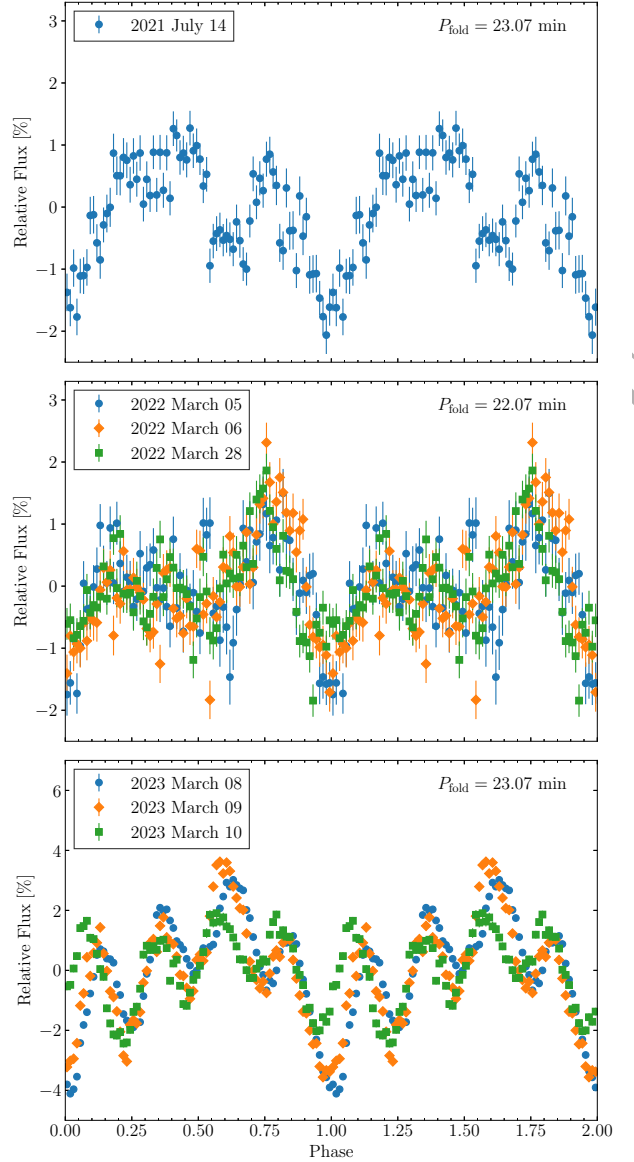 3
2021 July 14
P_fold = 23.07 min
2
1
0
−1
−2
Relative Flux [%]
3
2022 March 05
P_fold = 22.07 min
2022 March 06
2022 March 28
2
1
0
−1
−2
Relative Flux [%]
6
2023 March 08
P_fold = 23.07 min
2023 March 09
2023 March 10
4
2
0
−2
−4
Relative Flux [%]
0.00 0.25 0.50 0.75 1.00 1.25 1.50 1.75 2.00
Phase